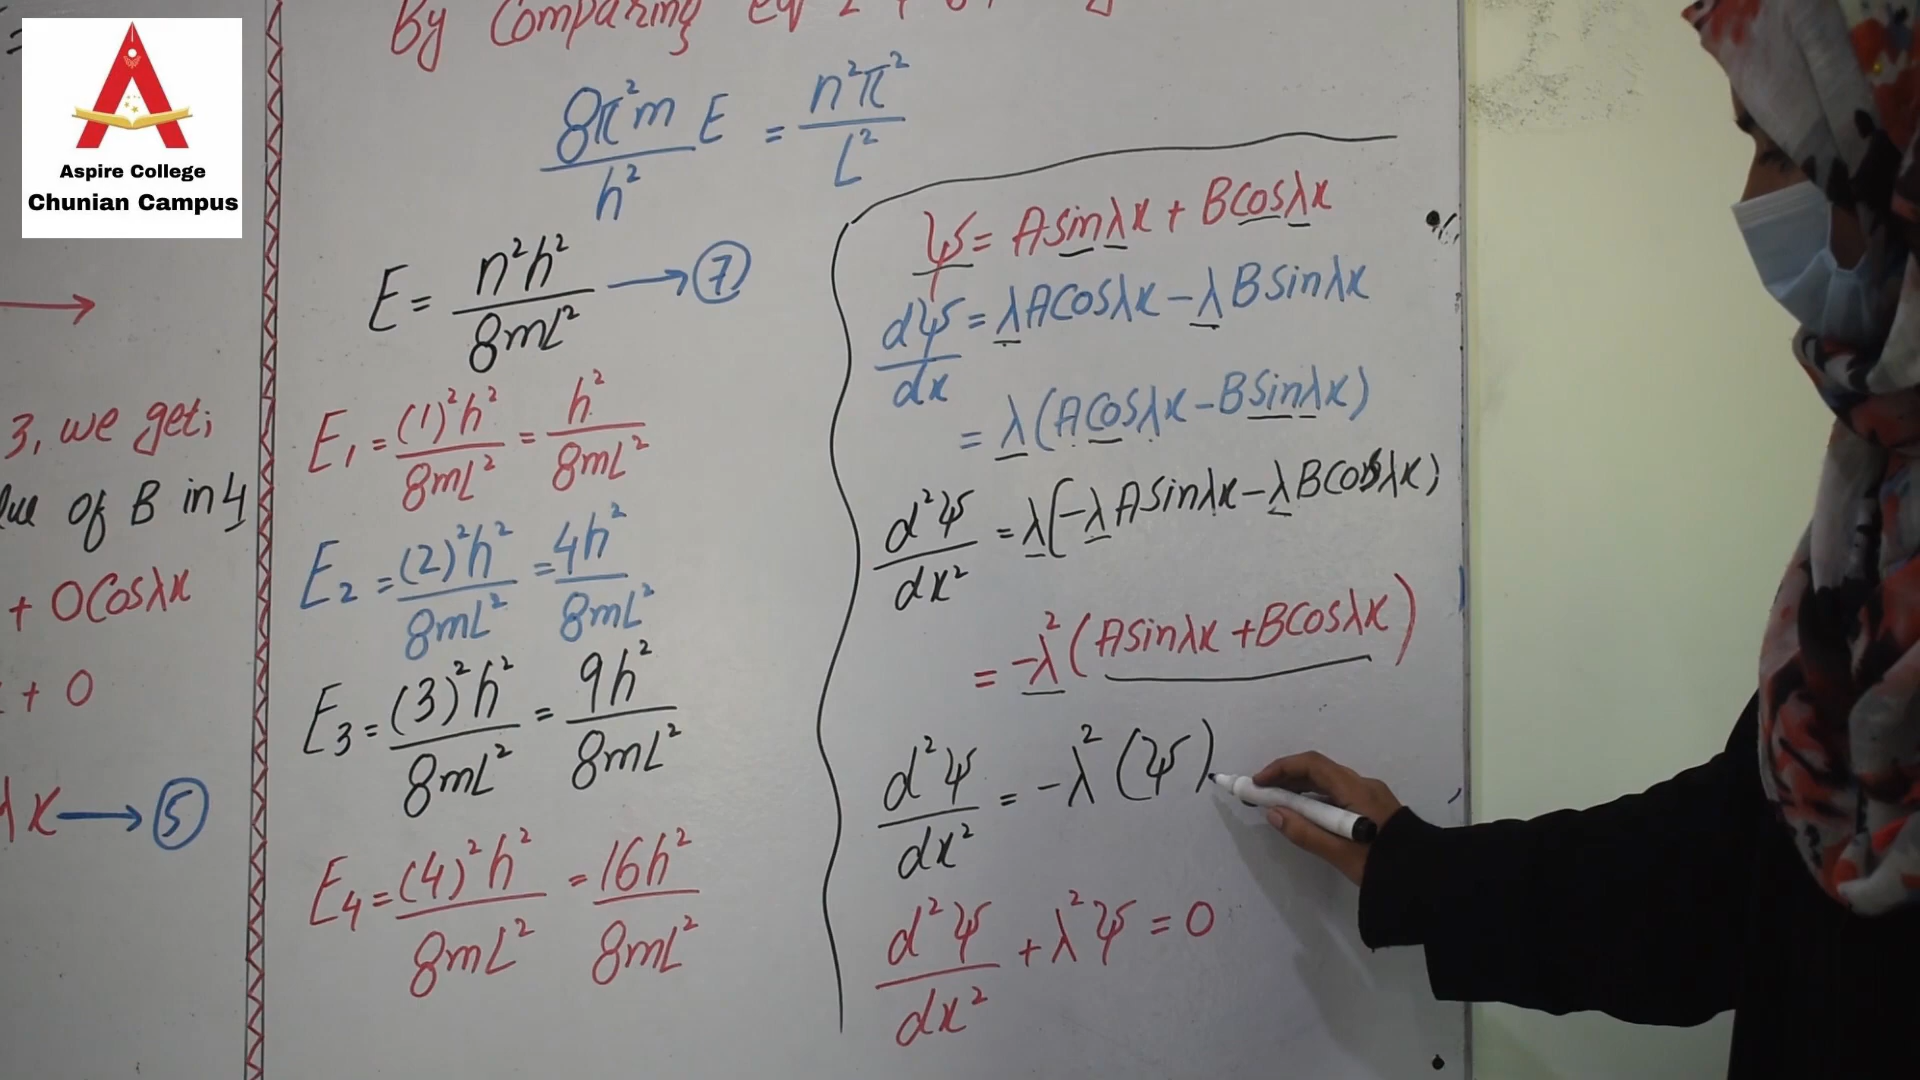 Aspire College
Chunian Campus
3, we get;
of B in 4
+ 0Cosλx
+ 0
λx → ⑤
By Comparing
8π²m/h² E = n²π²/L²
E = n²h²/8mL² → ⑦
E₁ = (1)²h²/8mL² = h²/8mL²
E₂ = (2)²h²/8mL² = 4h²/8mL²
E₃ = (3)²h²/8mL² = 9h²/8mL²
E₄ = (4)²h²/8mL² = 16h²/8mL²
ψ = Asinλx + BCosλx
dψ/dx = λACosλx - λBSinλx
= λ(ACosλx - BSinλx)
d²ψ/dx² = λ(-λASinλx - λBCosλx)
= -λ²(ASinλx + BCosλx)
d²ψ/dx² = -λ²(ψ)
d²ψ/dx² + λ²ψ = 0